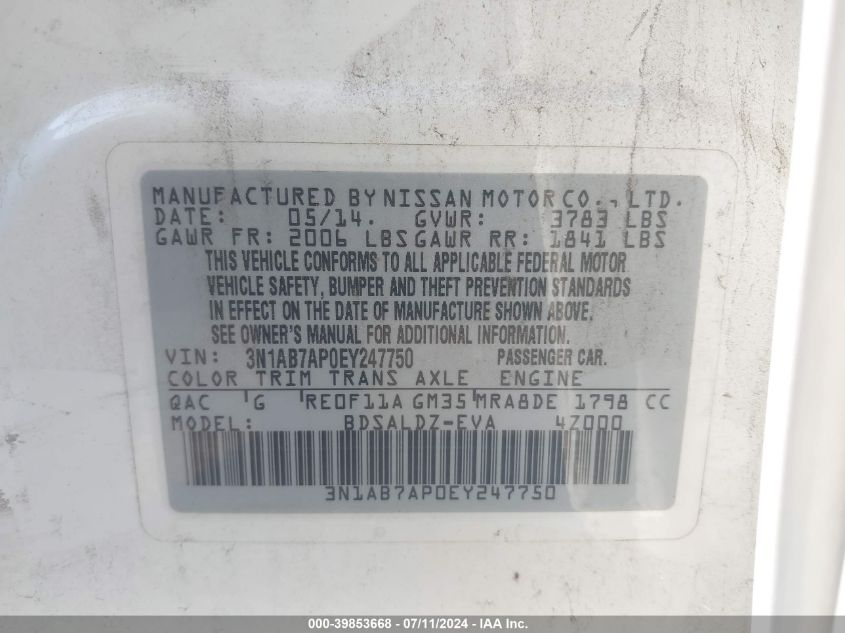 MANUFACTURED BY NISSAN MOTOR CO., LTD.
DATE: 05/14. GVWR: 3783 LBS
GAWR FR: 2006 LBS GAWR RR: 1841 LBS
THIS VEHICLE CONFORMS TO ALL APPLICABLE FEDERAL MOTOR
VEHICLE SAFETY, BUMPER AND THEFT PREVENTION STANDARDS
IN EFFECT ON THE DATE OF MANUFACTURE SHOWN ABOVE.
SEE OWNER'S MANUAL FOR ADDITIONAL INFORMATION.
VIN: 3N1AB7AP0EY247750 PASSENGER CAR.
COLOR TRIM TRANS AXLE ENGINE
QAC G RE0F11A GM35 MRA8DE 1798 CC
MODEL: BDSALDZ-EVA 4Z000
3N1AB7AP0EY247750
000-39853668 - 07/11/2024 - IAA Inc.